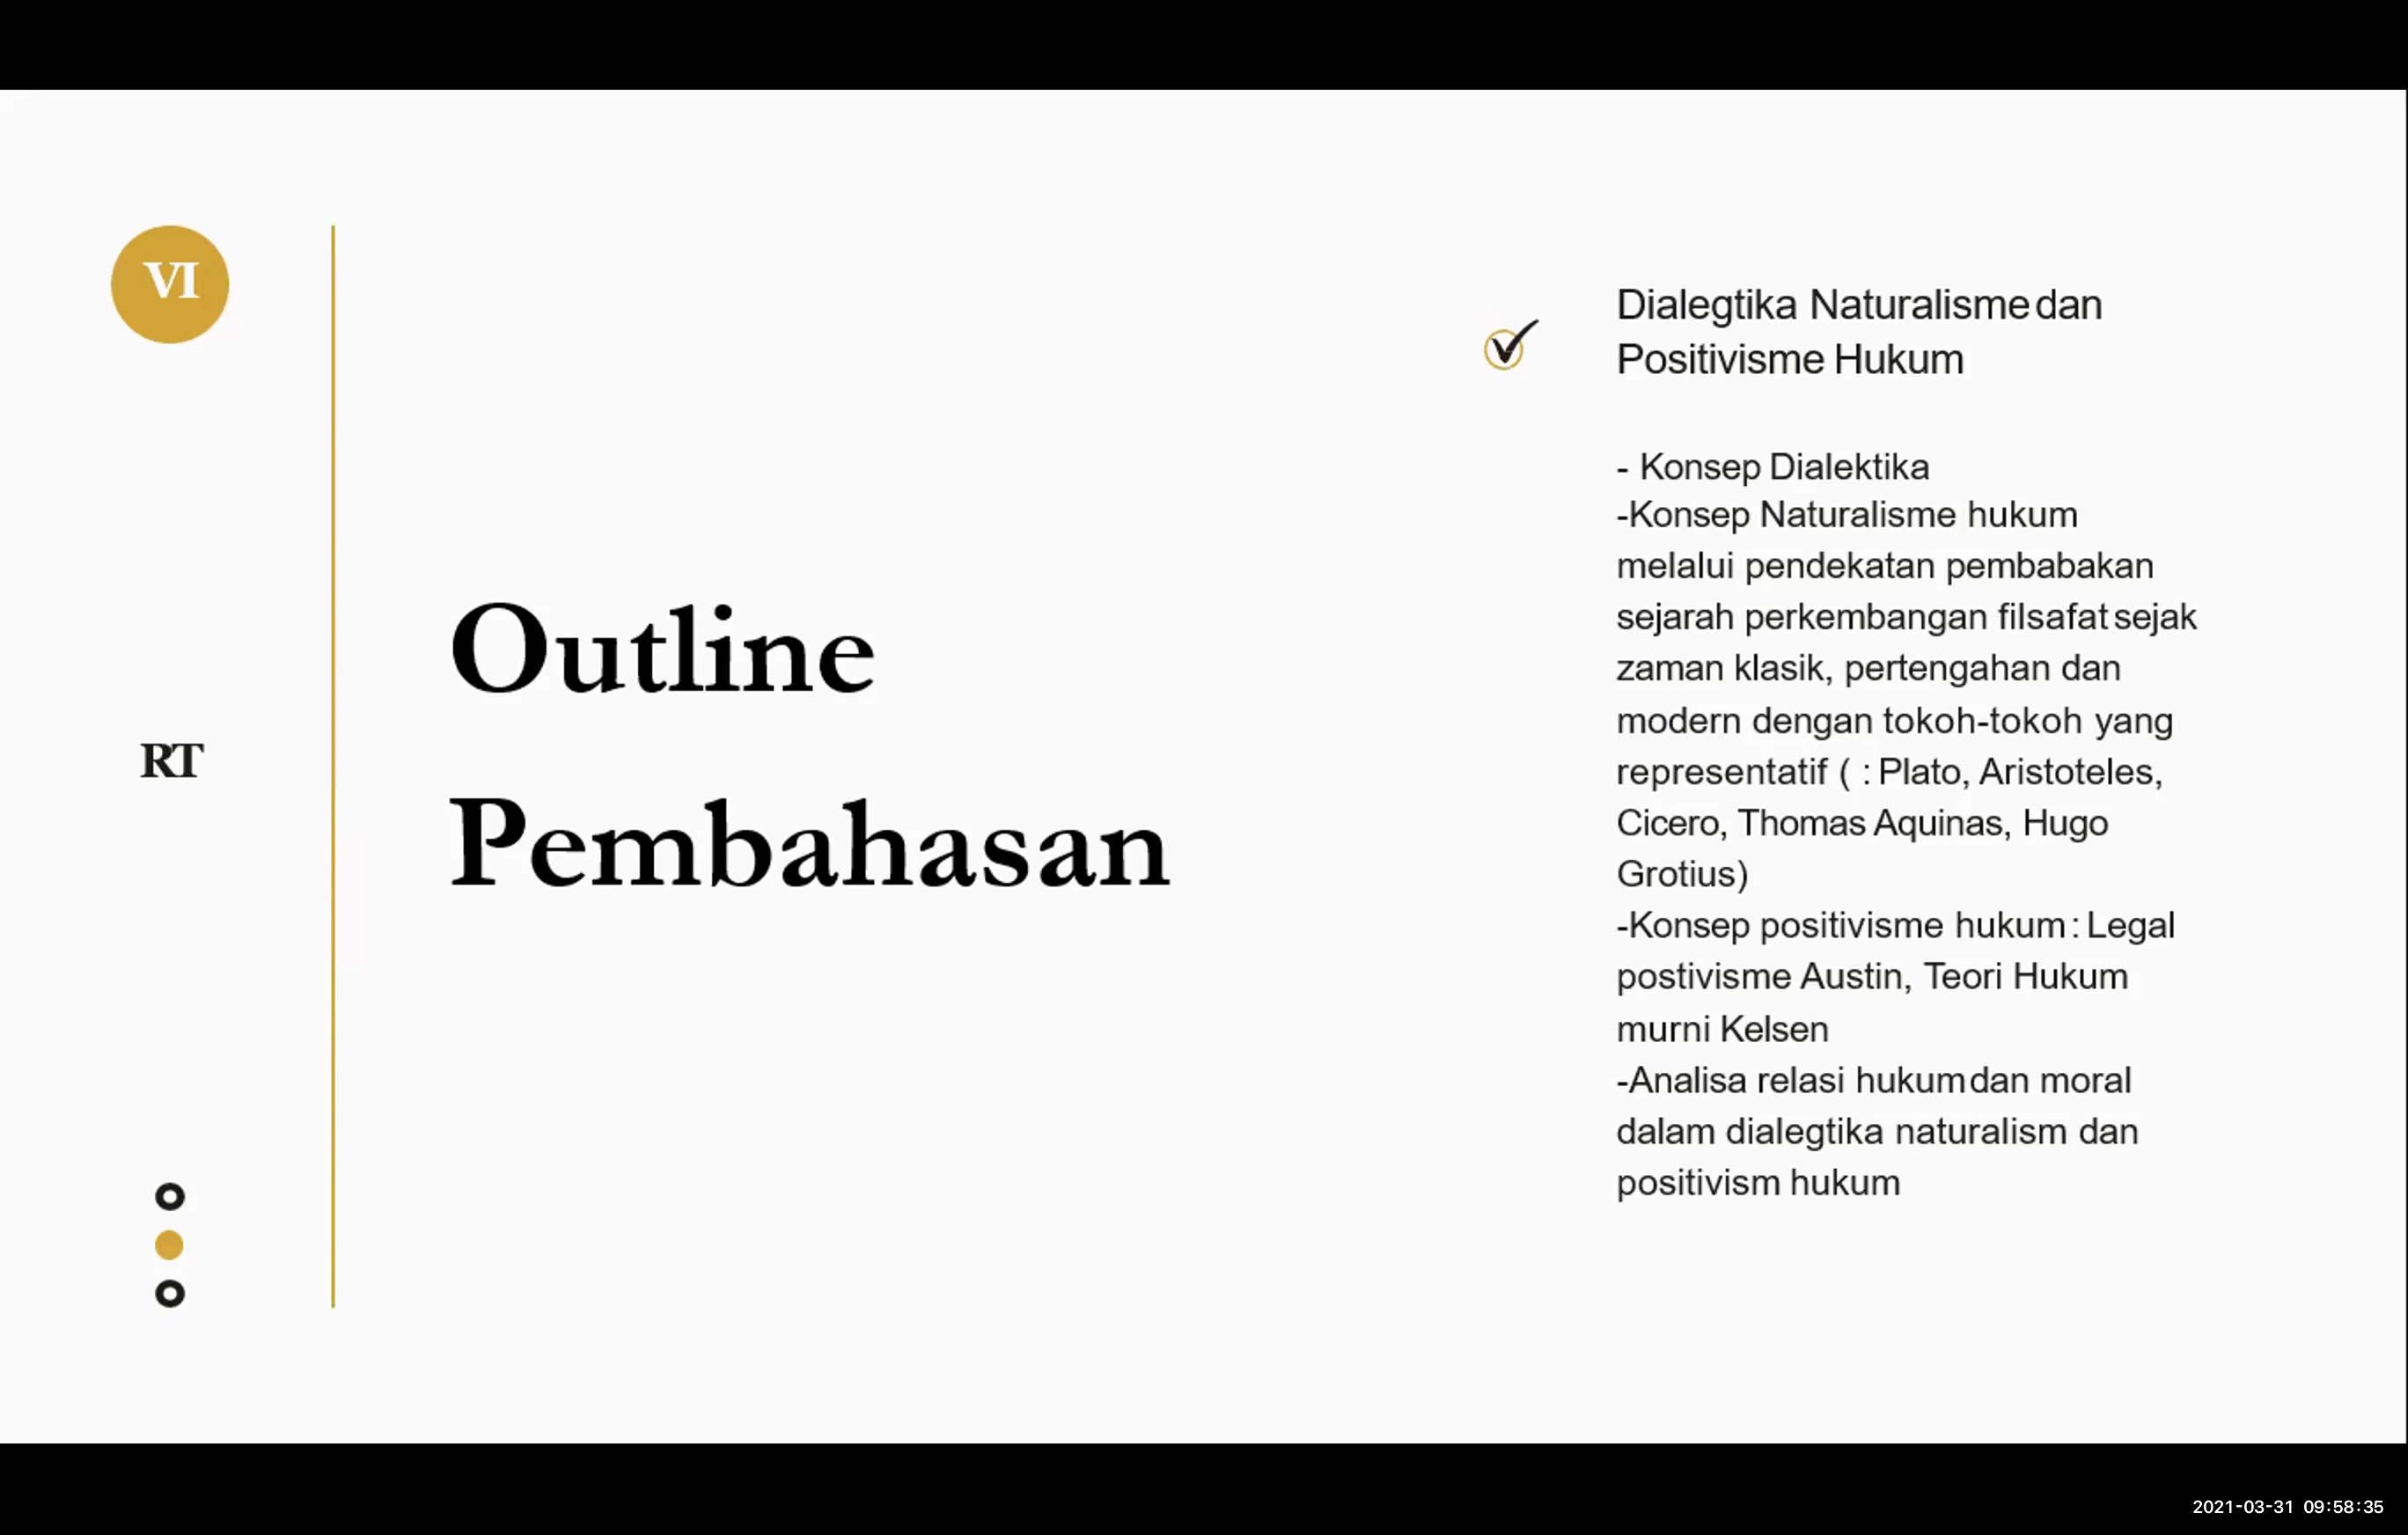 VI
RT
Outline
Pembahasan
Dialegtika Naturalisme dan
Positivisme Hukum
- Konsep Dialektika
-Konsep Naturalisme hukum
melalui pendekatan pembabakan
sejarah perkembangan filsafat sejak
zaman klasik, pertengahan dan
modern dengan tokoh-tokoh yang
representatif ( : Plato, Aristoteles,
Cicero, Thomas Aquinas, Hugo
Grotius)
-Konsep positivisme hukum : Legal
postivisme Austin, Teori Hukum
murni Kelsen
-Analisa relasi hukum dan moral
dalam dialegtika naturalism dan
positivism hukum
2021-03-31 09:58:35